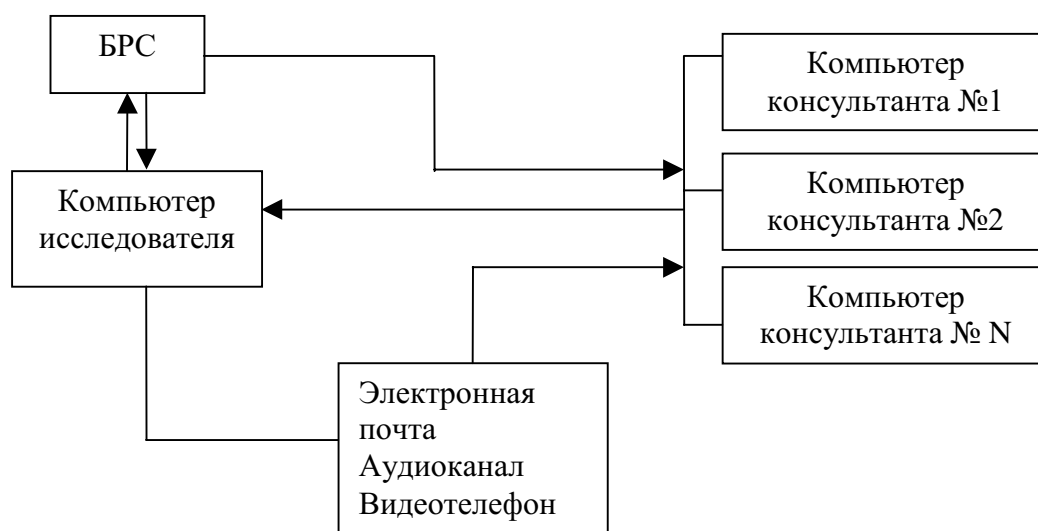 БРС
Компьютер
исследователя
Компьютер
консультанта №1
Компьютер
консультанта №2
Компьютер
консультанта № N
Электронная
почта
Аудиоканал
Видеотелефон